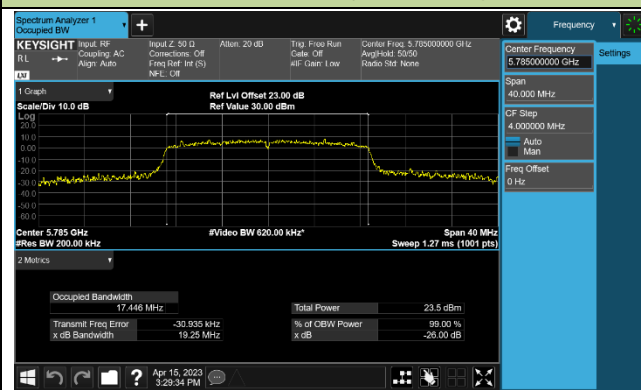 Spectrum Analyzer 1
Occupied BW
+
Frequency
KEYSIGHT
RL
LXI
Input: RF
Coupling: AC
Align: Auto
Input Z: 50 Ω
Corrections: Off
Freq Ref: Int (S)
NFE: Off
Atten: 20 dB
Trig: Free Run
Gate: Off
#IF Gain: Low
Center Freq: 5.785000000 GHz
Avg|Hold: 50/50
Radio Std: None
Center Frequency
5.785000000 GHz
Settings
Span
40.000 MHz
CF Step
4.000000 MHz
Auto
Man
Freq Offset
0 Hz
1 Graph
Scale/Div 10.0 dB
Ref Lvl Offset 23.00 dB
Ref Value 30.00 dBm
Log
20.0
10.0
0.00
-10.0
-20.0
-30.0
-40.0
-50.0
-60.0
Center 5.785 GHz
#Res BW 200.00 kHz
#Video BW 620.00 kHz*
Span 40 MHz
Sweep 1.27 ms (1001 pts)
2 Metrics
Occupied Bandwidth
17.446 MHz
Total Power 23.5 dBm
Transmit Freq Error -30.935 kHz
% of OBW Power 99.00 %
x dB Bandwidth 19.25 MHz
x dB -26.00 dB
?
Apr 15, 2023
3:29:34 PM